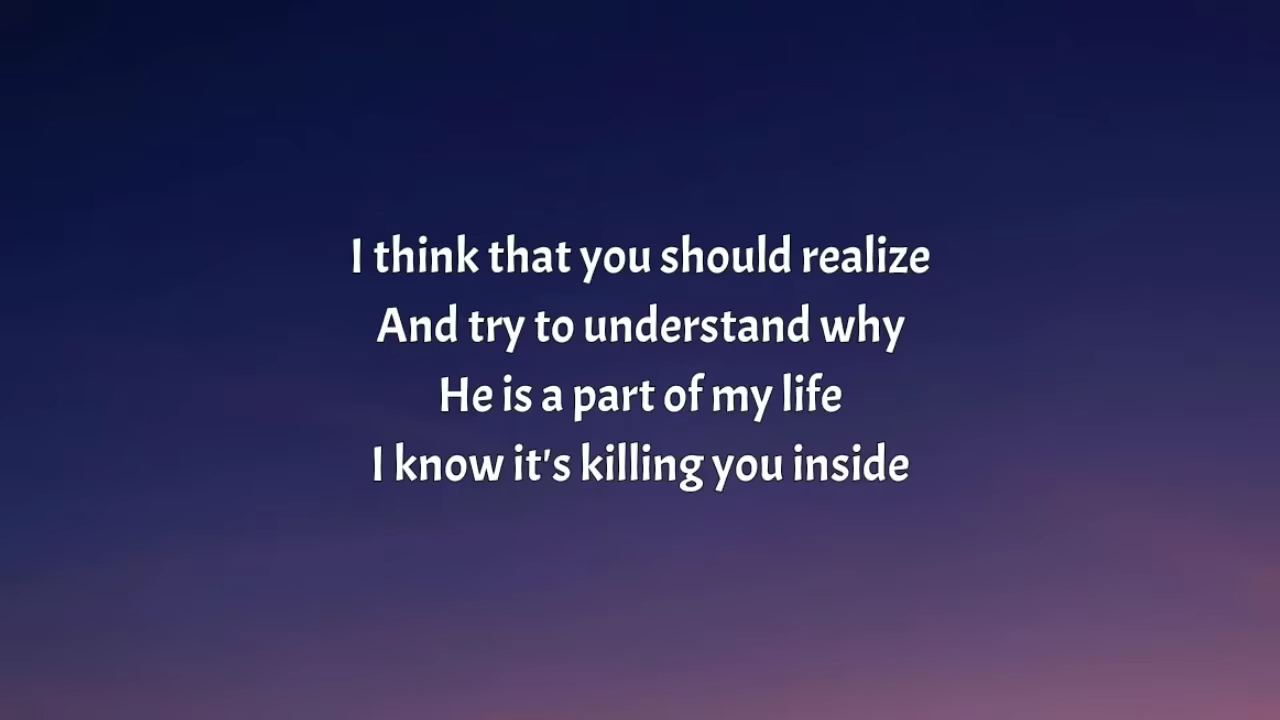 I think that you should realize
And try to understand why
He is a part of my life
I know it's killing you inside